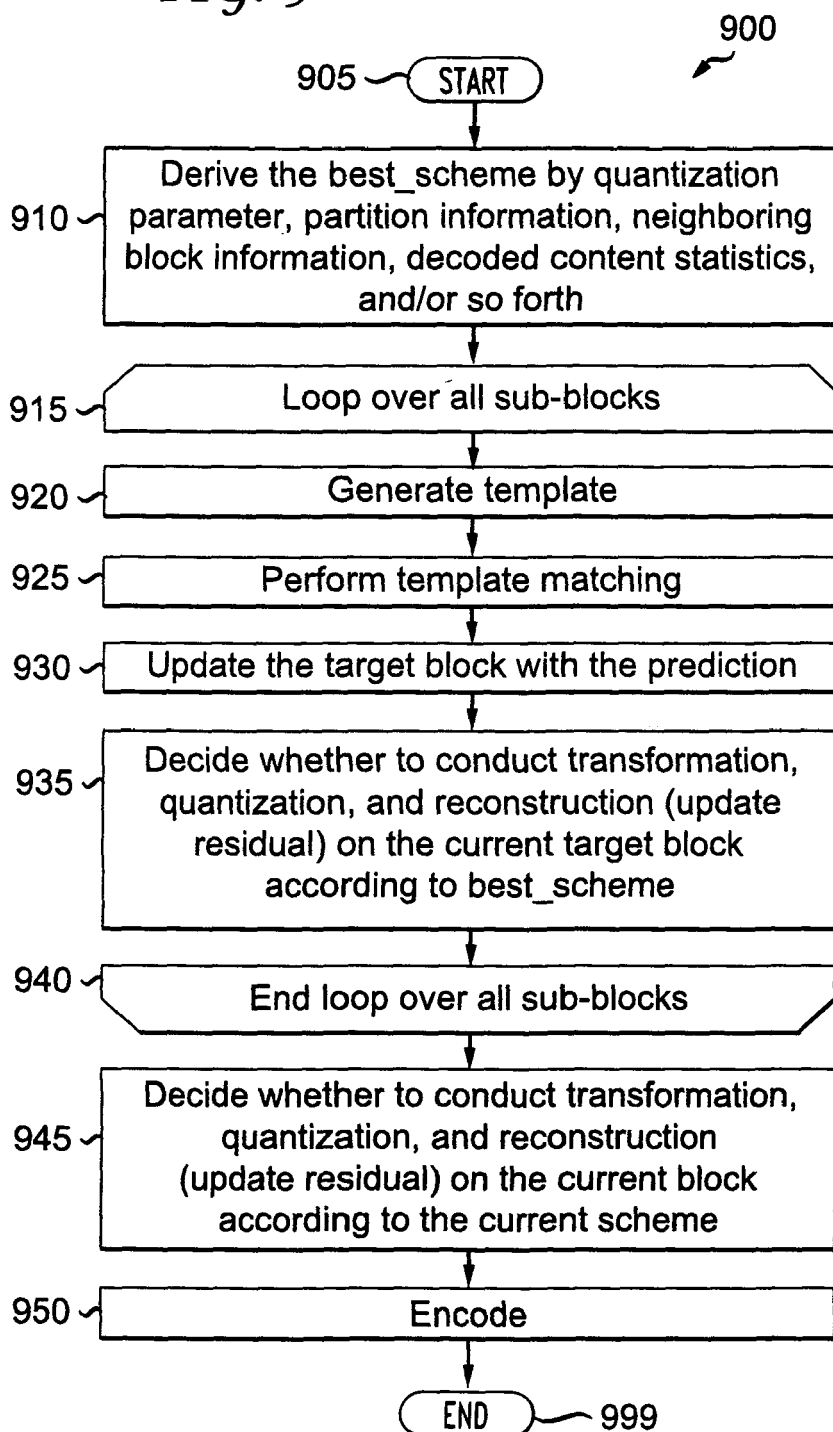 900
905 START
910 Derive the best_scheme by quantization
parameter, partition information, neighboring
block information, decoded content statistics,
and/or so forth
915 Loop over all sub-blocks
920 Generate template
925 Perform template matching
930 Update the target block with the prediction
935 Decide whether to conduct transformation,
quantization, and reconstruction (update
residual) on the current target block
according to best_scheme
940 End loop over all sub-blocks
945 Decide whether to conduct transformation,
quantization, and reconstruction
(update residual) on the current block
according to the current scheme
950 Encode
END 999